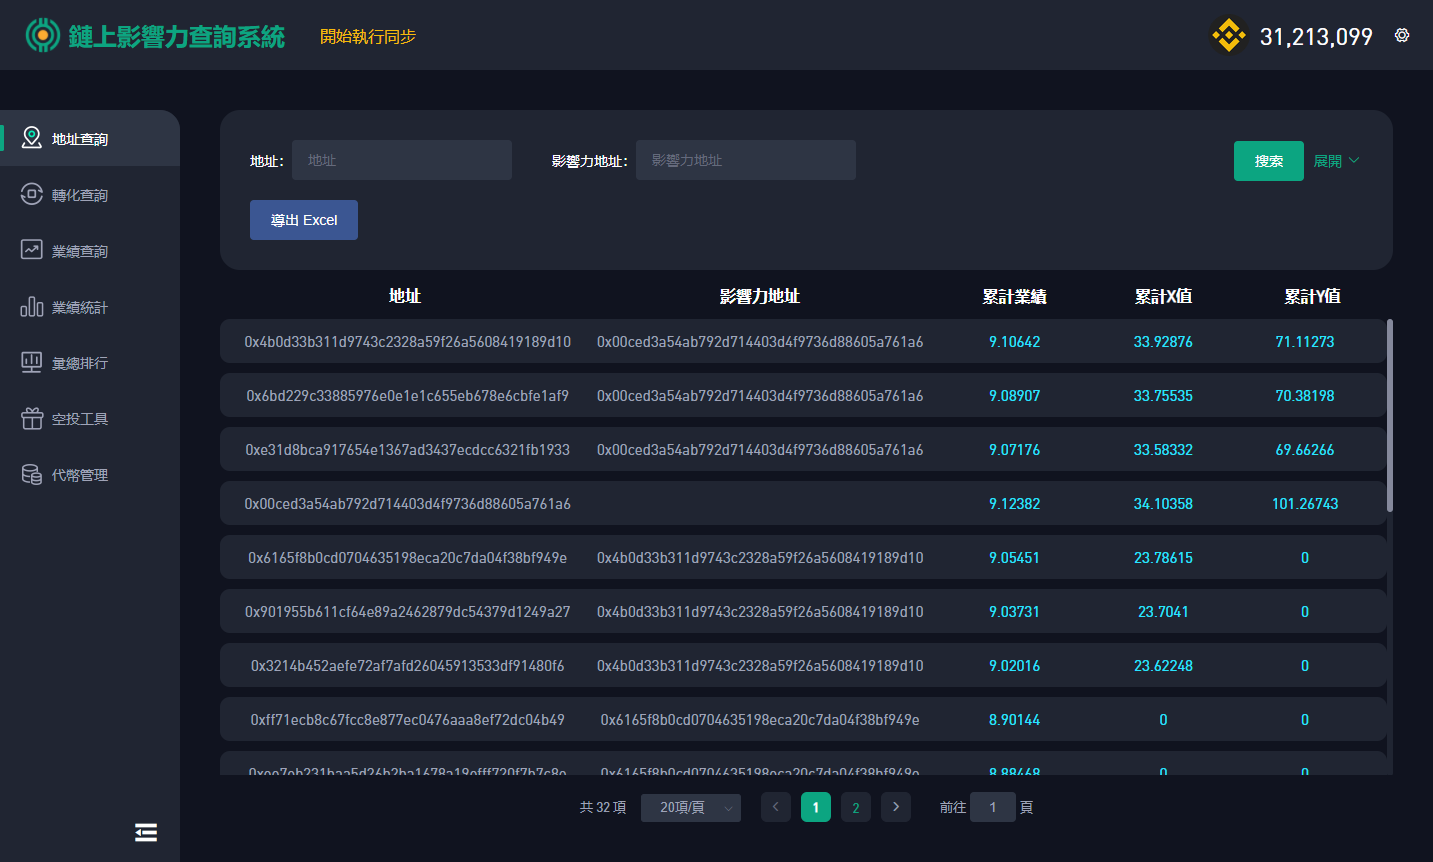 鏈上影響力查詢系統
開始執行同步
31,213,099
地址查詢
轉化查詢
業績查詢
業績統計
彙總排行
空投工具
代幣管理
地址: 地址 影響力地址: 影響力地址 搜索 展開
導出 Excel
地址 影響力地址 累計業績 累計X值 累計Y值
0x4b0d33b311d9743c2328a59f26a5608419189d10 0x00ced3a54ab792d714403d4f9736d88605a761a6 9.10642 33.92876 71.11273
0x6bd229c33885976e0e1e1c655eb678e6cbfe1af9 0x00ced3a54ab792d714403d4f9736d88605a761a6 9.08907 33.75535 70.38198
0xe31d8bca917654e1367ad3437ecdcc6321fb1933 0x00ced3a54ab792d714403d4f9736d88605a761a6 9.07176 33.58332 69.66266
0x00ced3a54ab792d714403d4f9736d88605a761a6 9.12382 34.10358 101.26743
0x6165f8b0cd0704635198eca20c7da04f38bf949e 0x4b0d33b311d9743c2328a59f26a5608419189d10 9.05451 23.78615 0
0x901955b611cf64e89a2462879dc54379d1249a27 0x4b0d33b311d9743c2328a59f26a5608419189d10 9.03731 23.7041 0
0x3214b452aefe72af7afd26045913533df91480f6 0x4b0d33b311d9743c2328a59f26a5608419189d10 9.02016 23.62248 0
0xff71ecb8c67fcc8e877ec0476aaa8ef72dc04b49 0x6165f8b0cd0704635198eca20c7da04f38bf949e 8.90144 0 0
0x6165f8b0cd0704635198eca20c7da04f38bf949e 8.88468 0 0
共 32 項 20項/頁 1 2 前往 1 頁